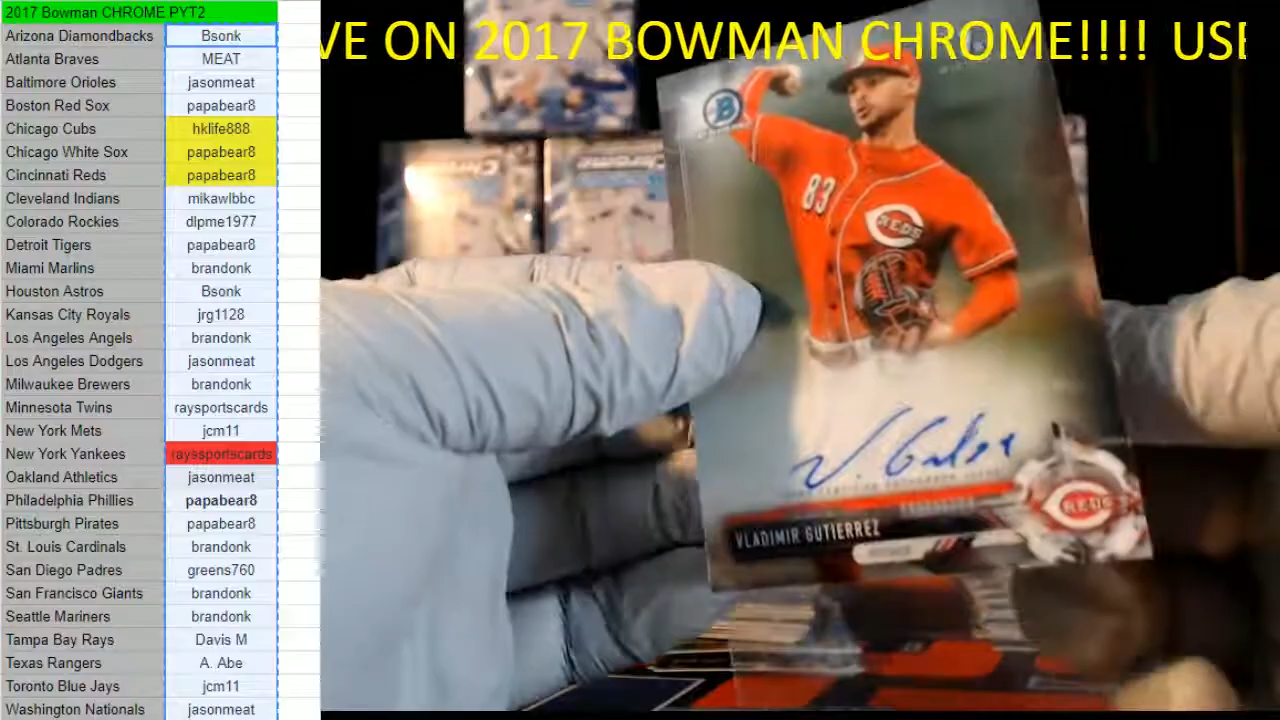 2017 Bowman CHROME PYT2
Arizona Diamondbacks Bsonk
Atlanta Braves MEAT
Baltimore Orioles jasonmeat
Boston Red Sox papabear8
Chicago Cubs hklife888
Chicago White Sox papabear8
Cincinnati Reds papabear8
Cleveland Indians mikawlbbc
Colorado Rockies dlpme1977
Detroit Tigers papabear8
Miami Marlins brandonk
Houston Astros Bsonk
Kansas City Royals jrg1128
Los Angeles Angels brandonk
Los Angeles Dodgers jasonmeat
Milwaukee Brewers brandonk
Minnesota Twins raysportscards
New York Mets jcm11
New York Yankees rayssportscards
Oakland Athletics jasonmeat
Philadelphia Phillies papabear8
Pittsburgh Pirates papabear8
St. Louis Cardinals brandonk
San Diego Padres greens760
San Francisco Giants brandonk
Seattle Mariners brandonk
Tampa Bay Rays Davis M
Texas Rangers A. Abe
Toronto Blue Jays jcm11
Washington Nationals jasonmeat
VE ON 2017 BOWMAN CHROME!!!! USE
B
Chrome
Chrome
83
REDS
VLADIMIR GUTIERREZ
REDS